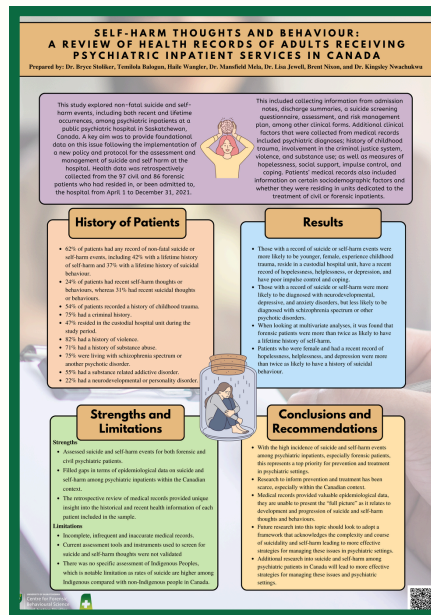 SELF-HARM THOUGHTS AND BEHAVIOUR:
A REVIEW OF HEALTH RECORDS OF ADULTS RECEIVING
PSYCHIATRIC INPATIENT SERVICES IN CANADA
Prepared by: Dr. Bryce Stoliker, Temilola Balogun, Haile Wangler, Dr. Mansfield Mela, Dr. Lisa Jewell, Brent Nixon, and Dr. Kingsley Nwachukwu
This study explored non-fatal suicide and self-
harm events, including both recent and lifetime
occurrences, among psychiatric inpatients at a
public psychiatric hospital in Saskatchewan,
Canada. A key aim was to provide foundational
data on this issue following the implementation of
a new policy and protocol for the assessment and
management of suicide and self harm at the
hospital. Health data was retrospectively
collected from the 97 civil and 86 forensic
patients who had resided in, or been admitted to,
the hospital from April 1 to December 31, 2021.
This included collecting information from admission
notes, discharge summaries, a suicide screening
questionnaire, assessment, and risk management
plan, among other clinical forms. Additional clinical
factors that were collected from medical records
included psychiatric diagnoses; history of childhood
trauma, involvement in the criminal justice system,
violence, and substance use; as well as measures of
hopelessness, social support, impulse control, and
coping. Patients' medical records also included
information on certain sociodemographic factors and
whether they were residing in units dedicated to the
treatment of civil or forensic inpatients.
History of Patients
62% of patients had any record of non-fatal suicide or
self-harm events, including 42% with a lifetime history
of self-harm and 37% with a lifetime history of suicidal
behaviour.
24% of patients had recent self-harm thoughts or
behaviours, whereas 31% had recent suicidal thoughts
or behaviours.
54% of patients recorded a history of childhood trauma.
75% had a criminal history.
47% resided in the custodial hospital unit during the
study period.
82% had a history of violence.
71% had a history of substance abuse.
75% were living with schizophrenia spectrum or
another psychotic disorder.
55% had a substance related addictive disorder.
22% had a neurodevelopmental or personality disorder.
Results
Those with a record of suicide or self-harm events were
more likely to be younger, female, experience childhood
trauma, reside in a custodial hospital unit, have a recent
record of hopelessness, helplessness, or depression, and
have poor impulse control and coping.
Those with a record of suicide or self-harm were more
likely to be diagnosed with neurodevelopmental,
depressive, and anxiety disorders, but less likely to be
diagnosed with schizophrenia spectrum or other
psychotic disorders.
When looking at multivariate analyses, it was found that
forensic patients were more than twice as likely to have
a lifetime history of self-harm.
Patients who were female and had a recent record of
hopelessness, helplessness, and depression were more
than twice as likely to have a history of suicidal
behaviour.
Strengths and
Limitations
Strengths
Assessed suicide and self-harm events for both forensic and
civil psychiatric patients.
Filled gaps in terms of epidemiological data on suicide and
self-harm among psychiatric inpatients within the Canadian
context.
The retrospective review of medical records provided unique
insight into the historical and recent health information of each
patient included in the sample.
Limitations
Incomplete, infrequent and inaccurate medical records.
Current assessment tools and instruments used to screen for
suicide and self-harm thoughts were not validated
There was no specific assessment of Indigenous Peoples,
which is notable limitation as rates of suicide are higher among
Indigenous compared with non-Indigenous people in Canada.
Conclusions and
Recommendations
With the high incidence of suicide and self-harm events
among psychiatric inpatients, especially forensic patients,
this represents a top priority for prevention and treatment
in psychiatric settings.
Research to inform prevention and treatment has been
scarce, especially within the Canadian context.
Medical records provided valuable epidemiological data,
they are unable to present the "full picture" as it relates to
development and progression of suicide and self-harm
thoughts and behaviours.
Future research into this topic should look to adopt a
framework that acknowledges the complexity and course
of suicidality and self-harm leading to more effective
strategies for managing these issues in psychiatric settings.
Additional research into suicide and self-harm among
psychiatric patients in Canada will lead to more effective
strategies for managing these issues and psychiatric
settings.
Centre for Forensic
Behavioural Science